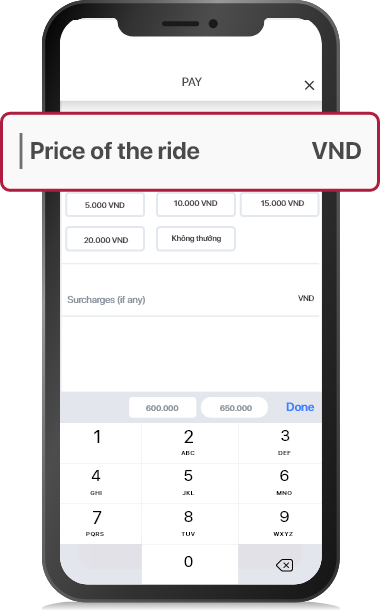 PAY
Price of the ride VND
5.000 VND 10.000 VND 15.000 VND
20.000 VND Không thưởng
Surcharges (if any) VND
600.000 650.000 Done
1 2 3
ABC DEF
4 5 6
GHI JKL MNO
7 8 9
PQRS TUV WXYZ
0